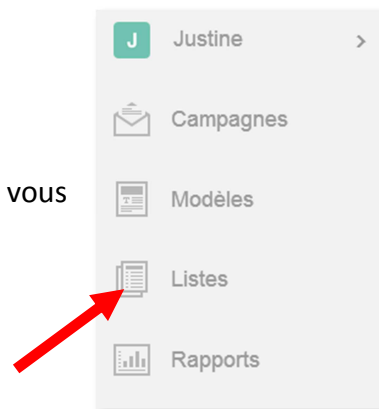 J Justine >
Campagnes
vous
Modèles
Listes
Rapports